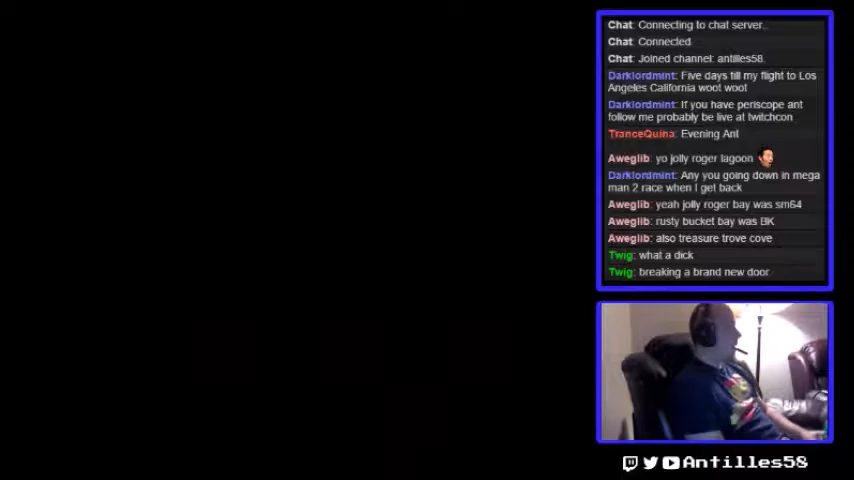 Chat: Connecting to chat server..
Chat: Connected
Chat: Joined channel: antilles58.
Darklordmint: Five days till my flight to Los
Angeles California woot woot
Darklordmint: If you have periscope ant
follow me probably be live at twitchcon
TranceQuina: Evening Ant
Aweglib: yo jolly roger lagoon
Darklordmint: Any you going down in mega
man 2 race when I get back
Aweglib: yeah jolly roger bay was sm64
Aweglib: rusty bucket bay was BK
Aweglib: also treasure trove cove
Twig: what a dick
Twig: breaking a brand new door
Antilles58